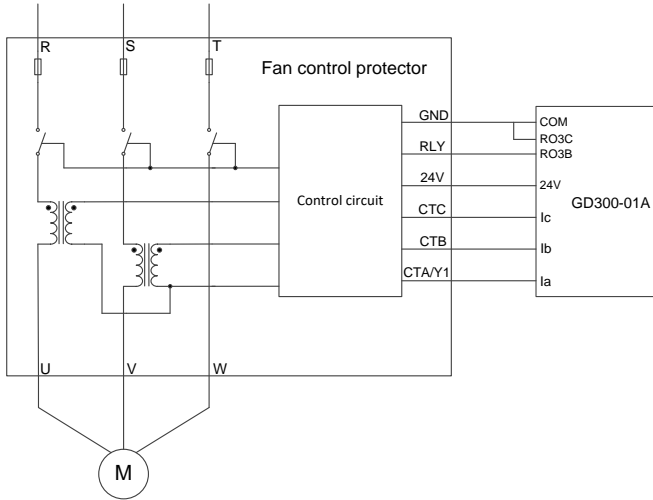 R S T
Fan control protector
GND
COM
RO3C
RLY
RO3B
24V
24V
Control circuit
GD300-01A
CTC
Ic
CTB
Ib
CTA/Y1
Ia
U V W
M